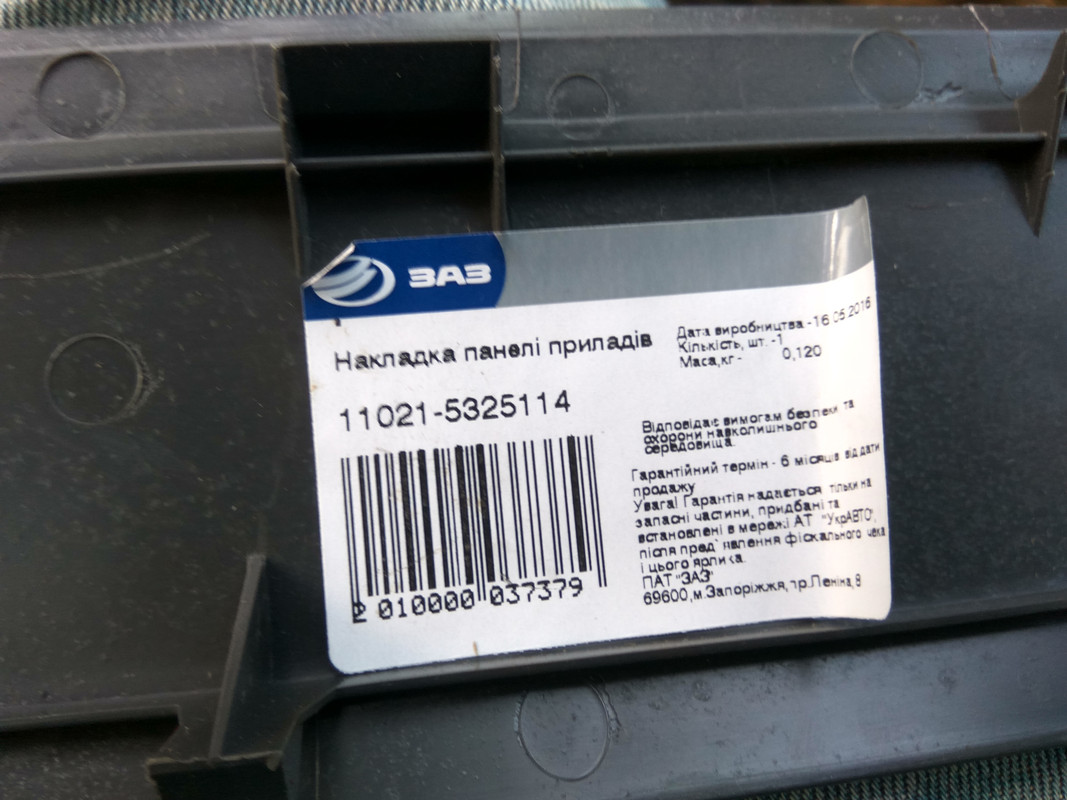 ЗАЗ
Накладка панелі приладів
11021-5325114
2 010000 037379
Дата виробництва -16.05.2016
Кількість, шт. -1
Маса,кг - 0,120
Відповідає вимогам безпеки та
охорони навколишнього
середовища.
Гарантійний термін - 6 місяців від дати
продажу
Увага! Гарантія надається тільки на
запасні частини, придбані та
встановлені в мережі АТ "УкрАВТО",
після пред`явлення фіскального чека
і цього ярлика.
ПАТ "ЗАЗ"
69600,м.Запоріжжя,пр.Леніна,8